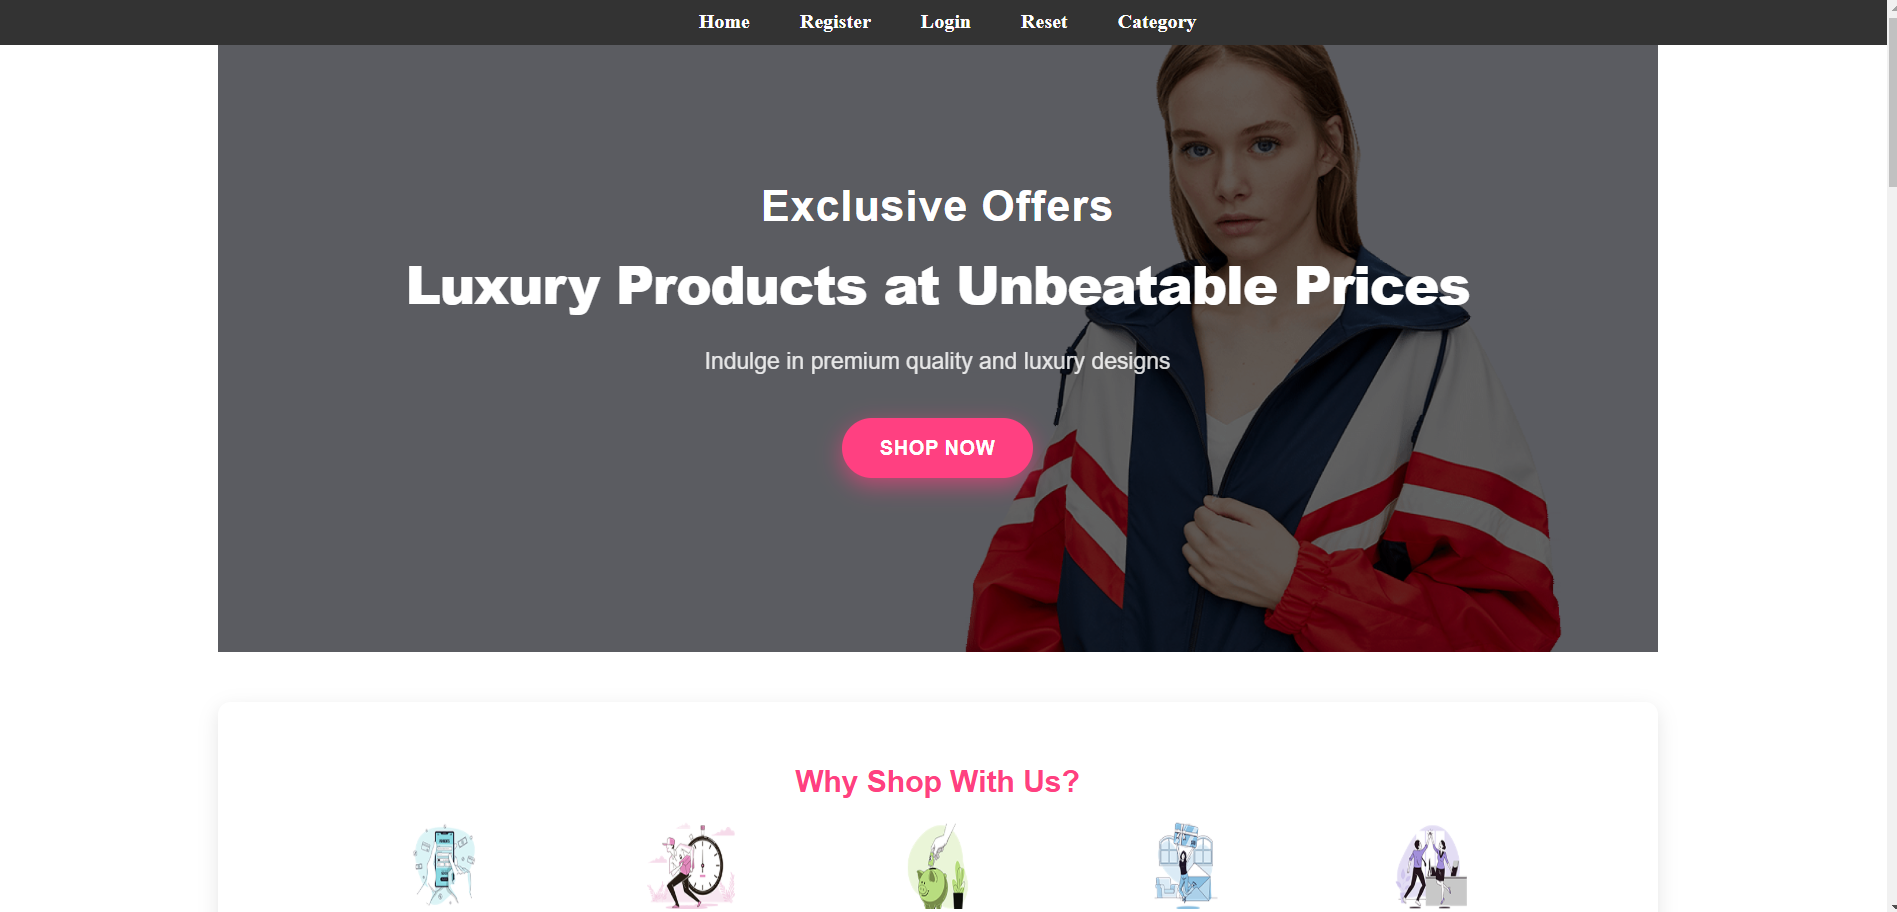 Home Register Login Reset Category
Exclusive Offers
Luxury Products at Unbeatable Prices
Indulge in premium quality and luxury designs
SHOP NOW
Why Shop With Us?